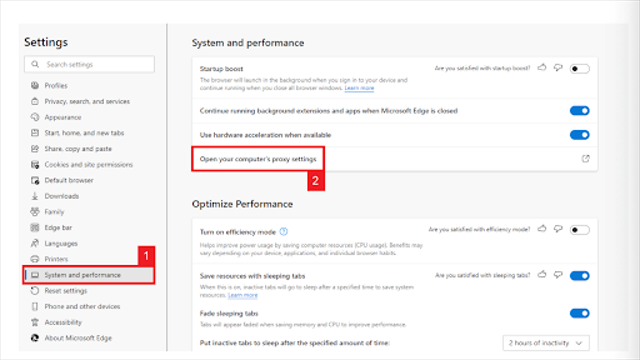 Settings
Search settings
Profiles
Privacy, search, and services
Appearance
Start, home, and new tabs
Share, copy and paste
Cookies and site permissions
Default browser
Downloads
Family
Edge bar
Languages
Printers
1
System and performance
Reset settings
Phone and other devices
Accessibility
About Microsoft Edge
System and performance
Startup boost
Are you satisfied with startup boost?
The browser will launch in the background when you sign in to your device and
continue running when you close all browser windows. Learn more
Continue running background extensions and apps when Microsoft Edge is closed
Use hardware acceleration when available
Open your computer's proxy settings
2
Optimize Performance
Turn on efficiency mode ?
Are you satisfied with efficiency mode?
Helps improve power usage by saving computer resources (CPU usage). Benefits may
vary depending on your device, applications, and individual browser habits.
Save resources with sleeping tabs
Are you satisfied with sleeping tabs?
When this is on, inactive tabs will go to sleep after a specified time to save system
resources. Learn more
Fade sleeping tabs
Tabs will appear faded when saving memory and CPU to improve performance.
Put inactive tabs to sleep after the specified amount of time:
2 hours of inactivity